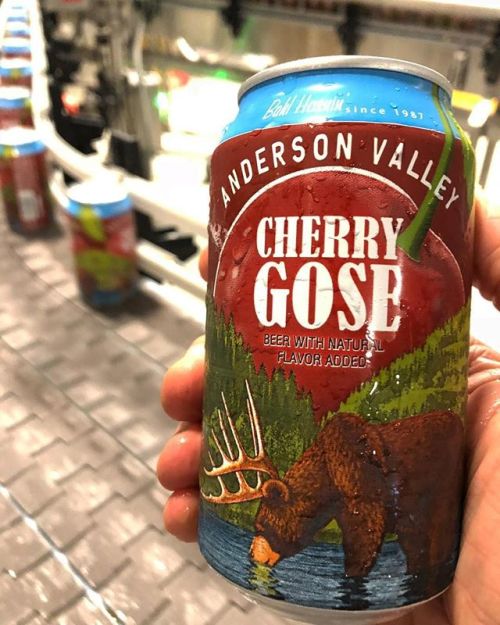 Bahl Hornin' since 1987
ANDERSON VALLEY
CHERRY
GOSE
BEER WITH NATURAL
FLAVOR ADDED